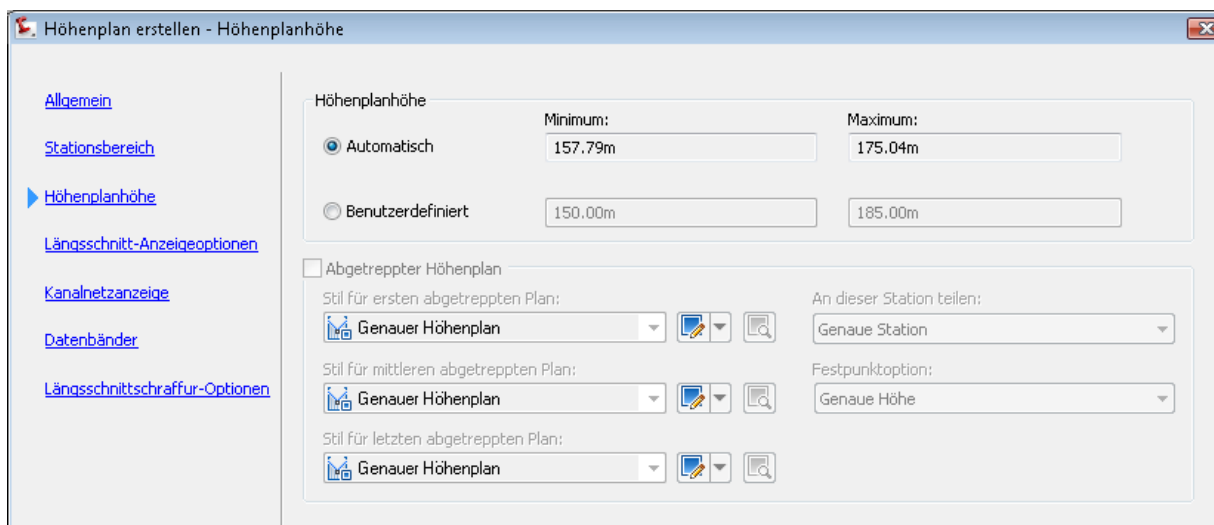 Höhenplan erstellen - Höhenplanhöhe
Allgemein
Stationsbereich
Höhenplanhöhe
Längsschnitt-Anzeigeoptionen
Kanalnetzanzeige
Datenbänder
Längsschnittschraffur-Optionen
Höhenplanhöhe
Minimum: Maximum:
Automatisch 157.79m 175.04m
Benutzerdefiniert 150.00m 185.00m
Abgetreppter Höhenplan
Stil für ersten abgetreppten Plan: An dieser Station teilen:
Genauer Höhenplan Genaue Station
Stil für mittleren abgetreppten Plan: Festpunktoption:
Genauer Höhenplan Genaue Höhe
Stil für letzten abgetreppten Plan:
Genauer Höhenplan